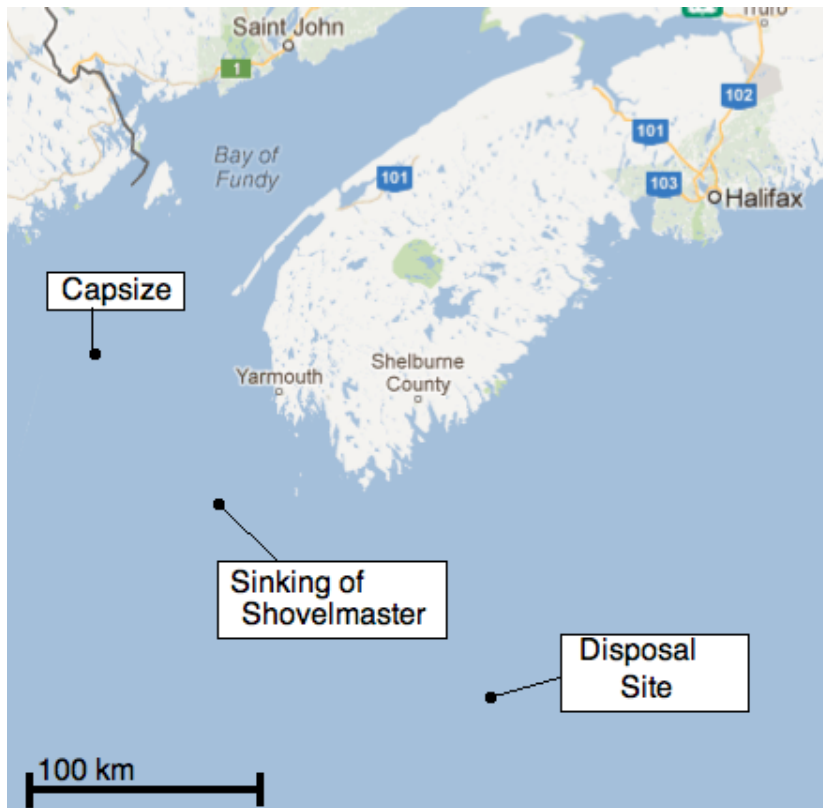 Saint John
Truro
1
102
Bay of
Fundy
101
101
103
Halifax
Capsize
Yarmouth
Shelburne
County
Sinking of
Shovelmaster
Disposal
Site
100 km